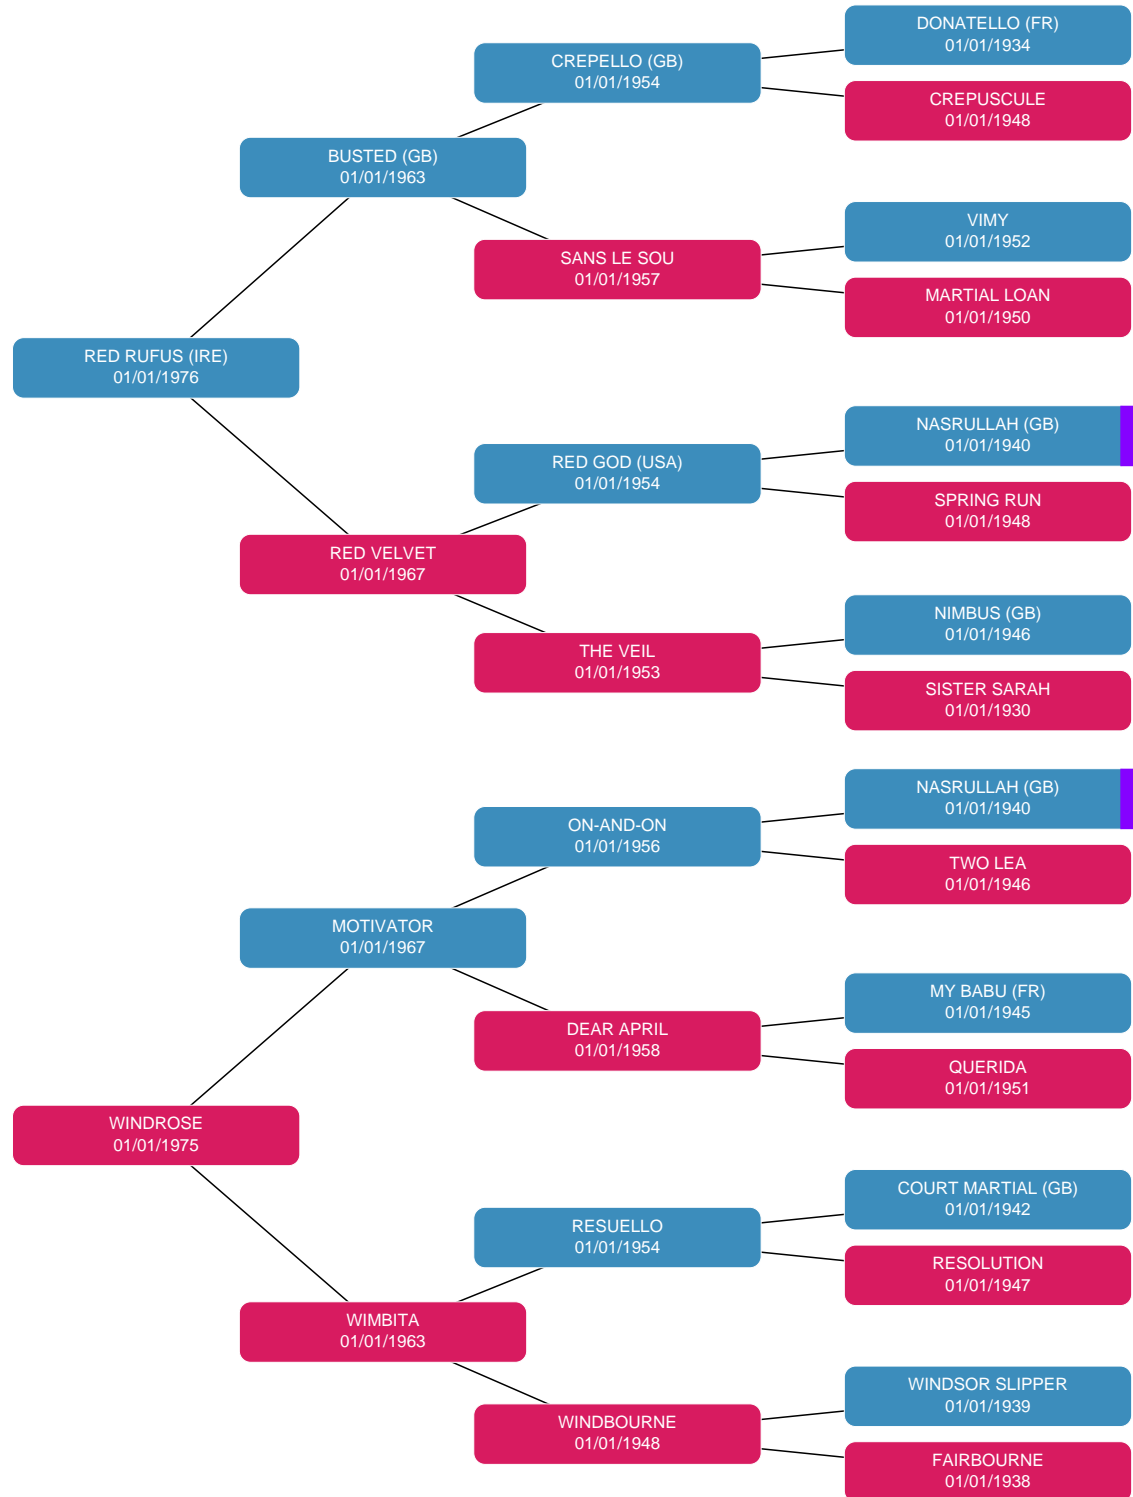 DONATELLO (FR)
01/01/1934
CREPELLO (GB)
01/01/1954
CREPUSCULE
01/01/1948
BUSTED (GB)
01/01/1963
VIMY
01/01/1952
SANS LE SOU
01/01/1957
MARTIAL LOAN
01/01/1950
RED RUFUS (IRE)
01/01/1976
NASRULLAH (GB)
01/01/1940
RED GOD (USA)
01/01/1954
SPRING RUN
01/01/1948
RED VELVET
01/01/1967
NIMBUS (GB)
01/01/1946
THE VEIL
01/01/1953
SISTER SARAH
01/01/1930
NASRULLAH (GB)
01/01/1940
ON-AND-ON
01/01/1956
TWO LEA
01/01/1946
MOTIVATOR
01/01/1967
MY BABU (FR)
01/01/1945
DEAR APRIL
01/01/1958
QUERIDA
01/01/1951
WINDROSE
01/01/1975
COURT MARTIAL (GB)
01/01/1942
RESUELLO
01/01/1954
RESOLUTION
01/01/1947
WIMBITA
01/01/1963
WINDSOR SLIPPER
01/01/1939
WINDBOURNE
01/01/1948
FAIRBOURNE
01/01/1938